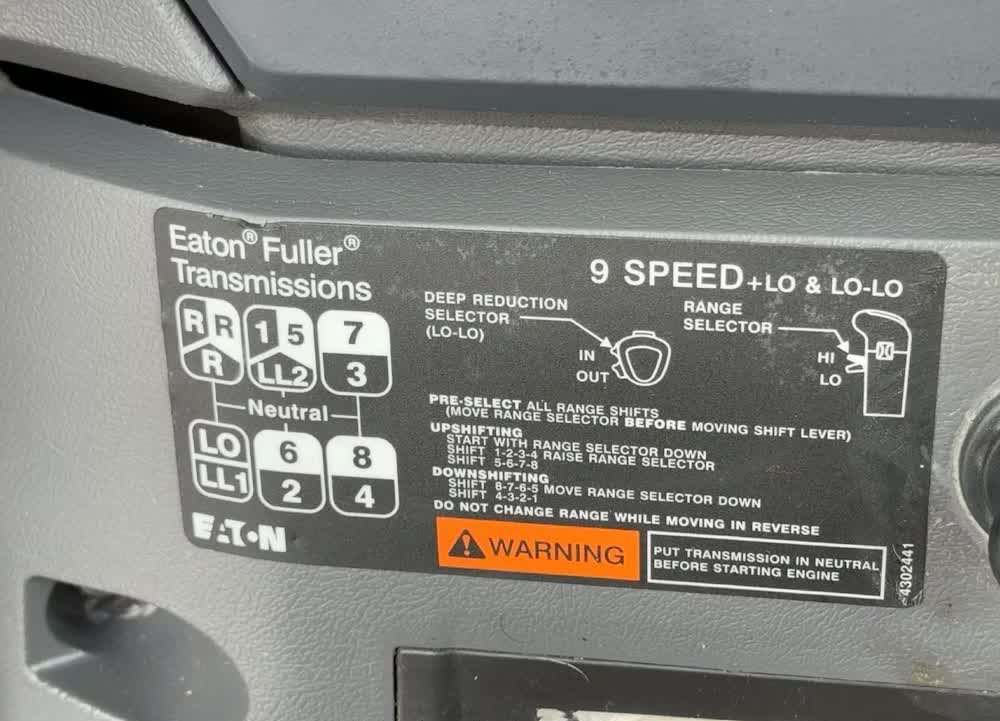 Eaton® Fuller®
Transmissions
9 SPEED +LO & LO-LO
R R
R
1 5
LL2
7
3
Neutral
LO
LL1
6
2
8
4
EATON
DEEP REDUCTION
SELECTOR
(LO-LO)
IN
OUT
RANGE
SELECTOR
HI
LO
PRE-SELECT ALL RANGE SHIFTS
(MOVE RANGE SELECTOR BEFORE MOVING SHIFT LEVER)
UPSHIFTING
START WITH RANGE SELECTOR DOWN
SHIFT 1-2-3-4 RAISE RANGE SELECTOR
SHIFT 5-6-7-8
DOWNSHIFTING
SHIFT 8-7-6-5 MOVE RANGE SELECTOR DOWN
SHIFT 4-3-2-1
DO NOT CHANGE RANGE WHILE MOVING IN REVERSE
WARNING
PUT TRANSMISSION IN NEUTRAL
BEFORE STARTING ENGINE
4302441